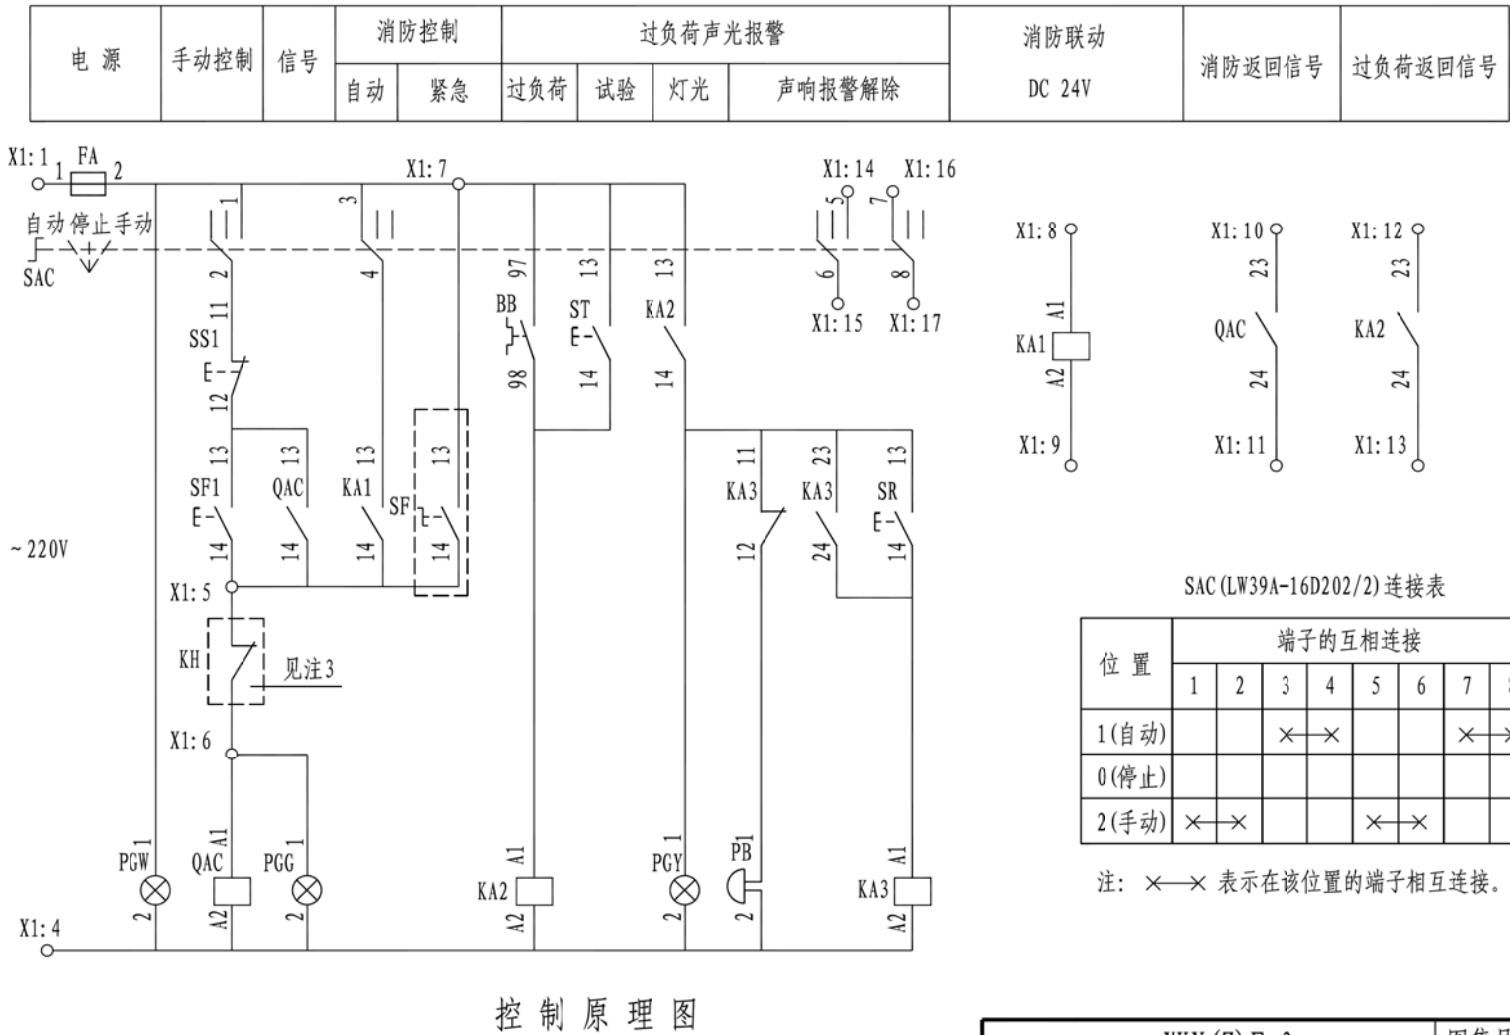 电 源
手动控制
信号
消防控制
自动
紧急
过负荷声光报警
过负荷
试验
灯光
声响报警解除
消防联动
DC 24V
消防返回信号
过负荷返回信号
X1:1
1
FA
2
X1:7
X1:14
X1:16
自动 停止 手动
SAC
1
2
3
4
5
6
7
8
X1:15
X1:17
X1:8
X1:10
X1:12
11
SS1
12
97
BB
98
13
ST
14
13
KA2
14
A1
KA1
A2
23
QAC
24
23
KA2
24
X1:9
X1:11
X1:13
13
SF1
14
13
QAC
14
13
KA1
14
13
SF
14
11
KA3
12
23
KA3
24
13
SR
14
~220V
X1:5
KH
见注3
X1:6
PGW
1
2
QAC
A1
A2
PGG
1
2
KA2
A1
A2
PGY
1
2
PB
1
2
KA3
A1
A2
X1:4
SAC(LW39A-16D202/2)连接表
位 置
端子的互相连接
1 2 3 4 5 6 7
1(自动)
0(停止)
2(手动)
注: ×—× 表示在该位置的端子相互连接。
控制原理图